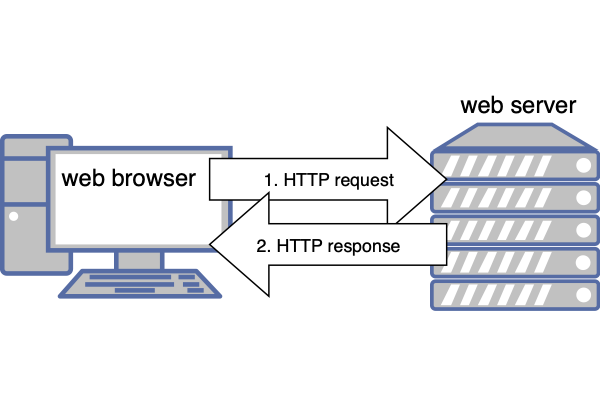 web server
web browser
1. HTTP request
2. HTTP response